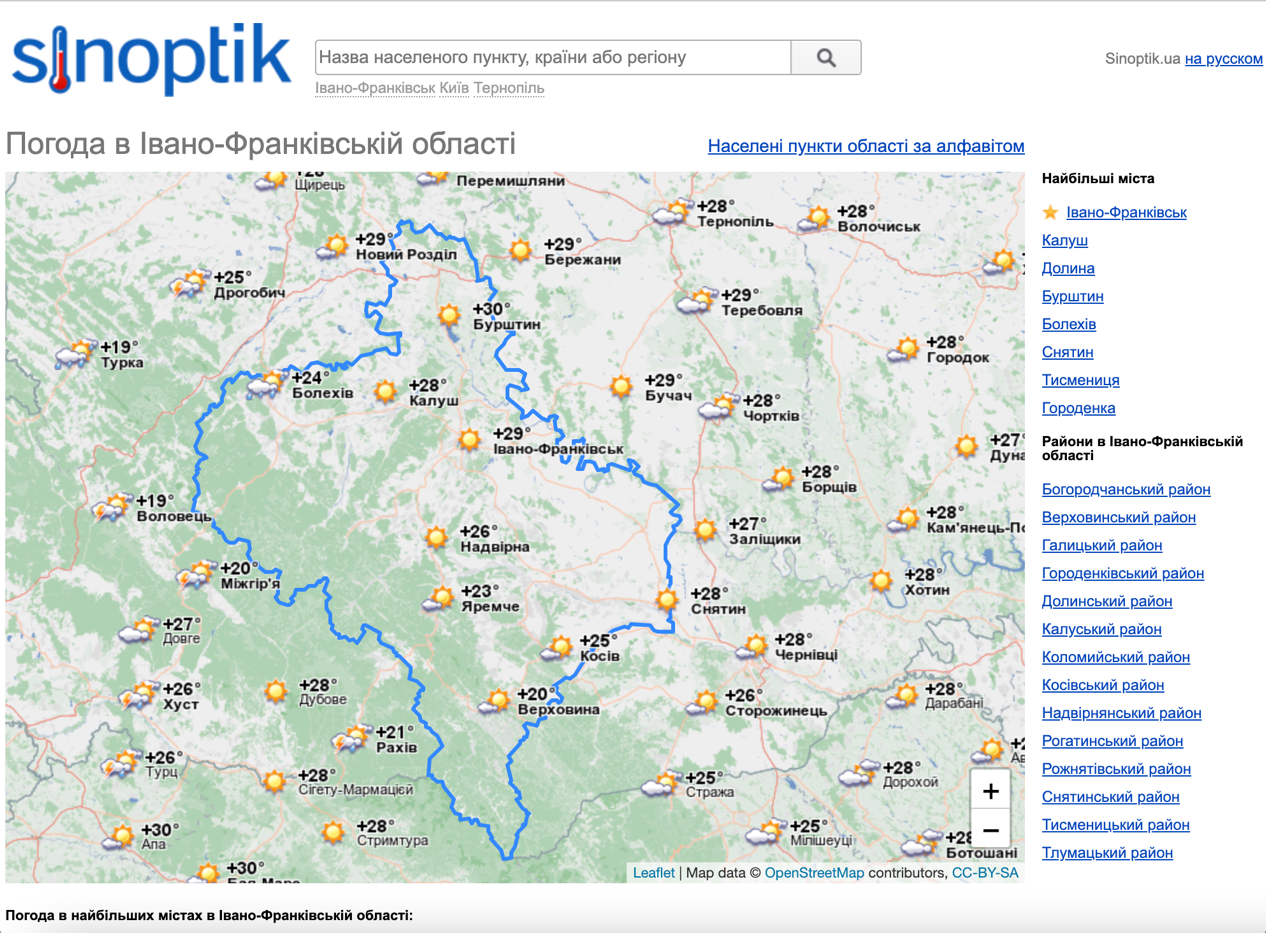 sinoptik
Назва населеного пункту, країни або регіону
Івано-Франківськ Київ Тернопіль
Sinoptik.ua на русском
Погода в Івано-Франківській області
Населені пункти області за алфавітом
Щирець
Перемишляни
+28°
Тернопіль
+28°
Волочиськ
+29°
Новий Розділ
+29°
Бережани
+25°
Дрогобич
+30°
Бурштин
+29°
Теребовля
+19°
Турка
+28°
Городок
+24°
Болехів
+28°
Калуш
+29°
Бучач
+28°
Чортків
+29°
Івано-Франківськ
+27°
+28°
Борщів
+19°
Воловець
+26°
Надвірна
+27°
Заліщики
+28°
Кам'янець-По
+20°
Міжгір'я
+23°
Яремче
+28°
Снятин
+28°
Хотин
+27°
Довге
+25°
Косів
+28°
Чернівці
+26°
Хуст
+28°
Дубове
+20°
Верховина
+26°
Сторожинець
+28°
Дарабані
+21°
Рахів
+26°
Турц
+28°
Сігету-Мармацієй
+25°
Стража
+28°
Дорохой
+30°
Апа
+28°
Стримтура
+25°
Мілішеуці
Ботошані
+30°
+
−
Leaflet | Map data © OpenStreetMap contributors, CC-BY-SA
Найбільші міста
Івано-Франківськ
Калуш
Долина
Бурштин
Болехів
Снятин
Тисмениця
Городенка
Райони в Івано-Франківській
області
Богородчанський район
Верховинський район
Галицький район
Городенківський район
Долинський район
Калуський район
Коломийський район
Косівський район
Надвірнянський район
Рогатинський район
Рожнятівський район
Снятинський район
Тисменицький район
Тлумацький район
Погода в найбільших містах в Івано-Франківській області: